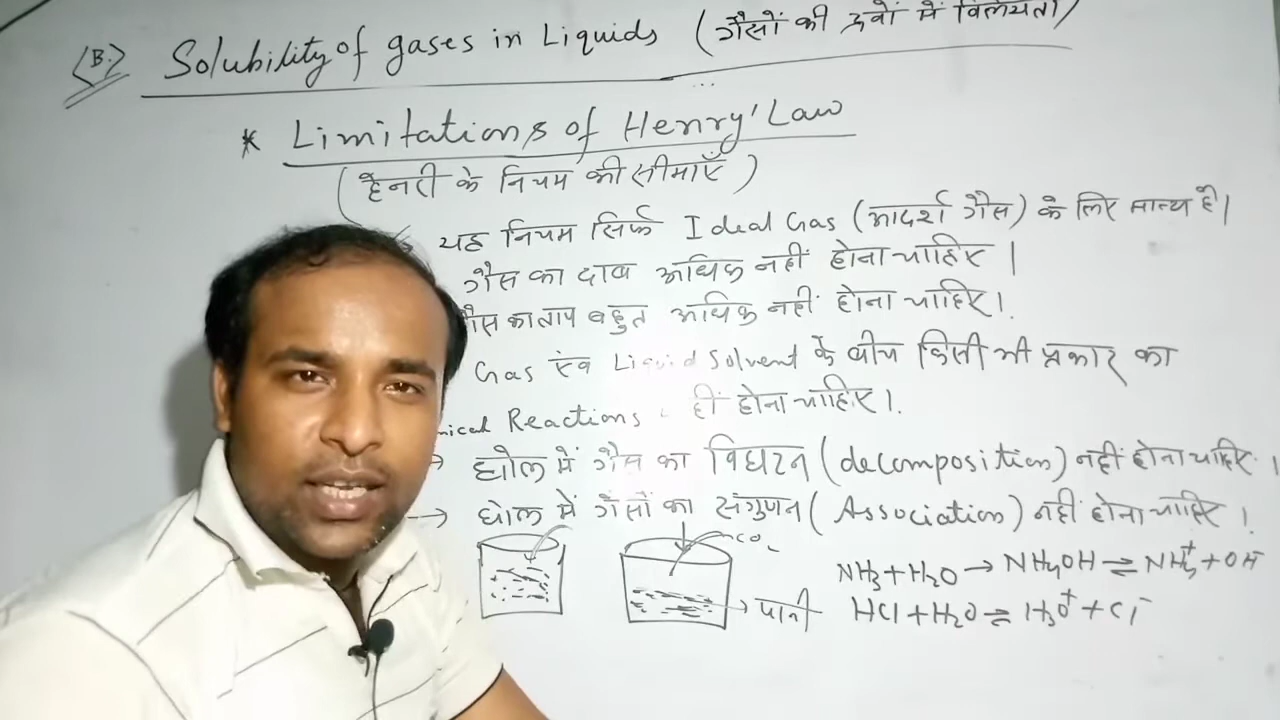 <B.> Solubility of gases in Liquids (गैसों की द्रवों में विलेयता)
* Limitations of Henry' Law
(हेनरी के नियम की सीमाएँ)
यह नियम सिर्फ Ideal Gas (आदर्श गैस) के लिए मान्य है।
गैस का दाब अधिक नहीं होना चाहिए।
गैस का ताप बहुत अधिक नहीं होना चाहिए।
Gas एंव Liquid Solvent के बीच किसी भी प्रकार का
mical Reactions हीं होना चाहिए।
→ घोल में गैस का विघटन (decomposition) नहीं होना चाहिए।
→ घोल में गैसों का संगुणन (Association) नहीं होना चाहिए।
CO₂
NH₃ + H₂O → NH₄OH ⇌ NH₄⁺ + OH⁻
पानी HCl + H₂O ⇌ H₃O⁺ + Cl⁻